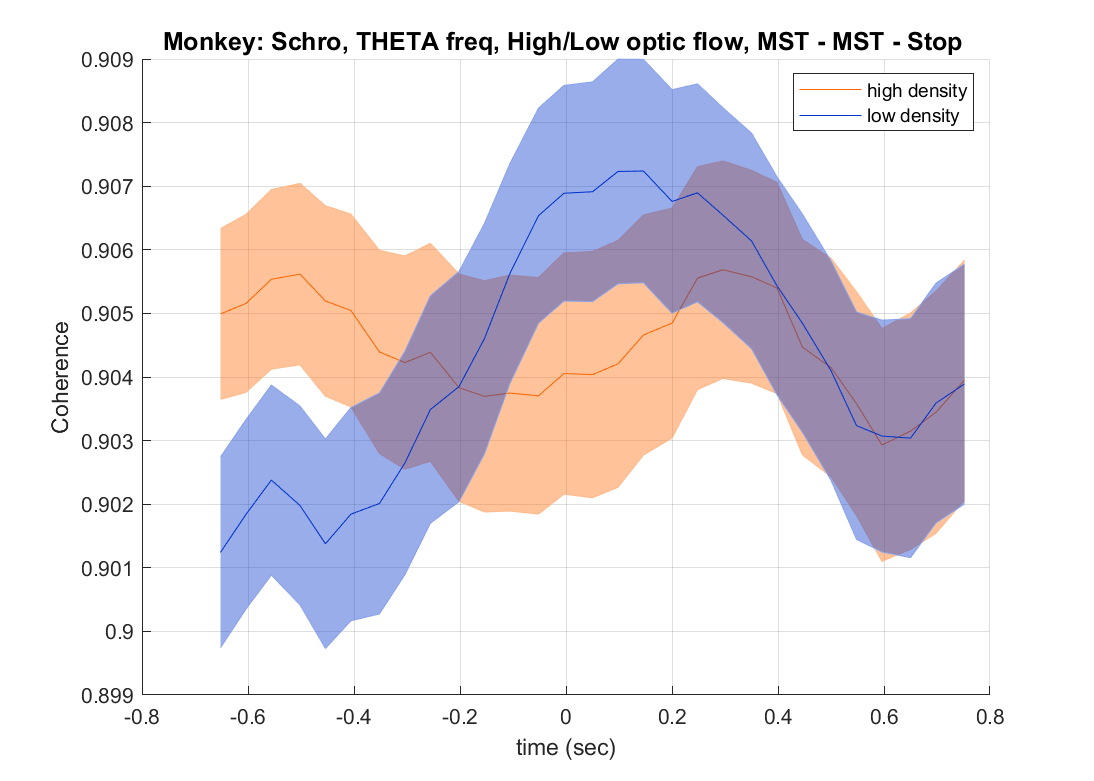 Monkey: Schro, THETA freq, High/Low optic flow, MST - MST - Stop
0.909
0.908
0.907
0.906
0.905
0.904
0.903
0.902
0.901
0.9
0.899
Coherence
high density
low density
-0.8 -0.6 -0.4 -0.2 0 0.2 0.4 0.6 0.8
time (sec)